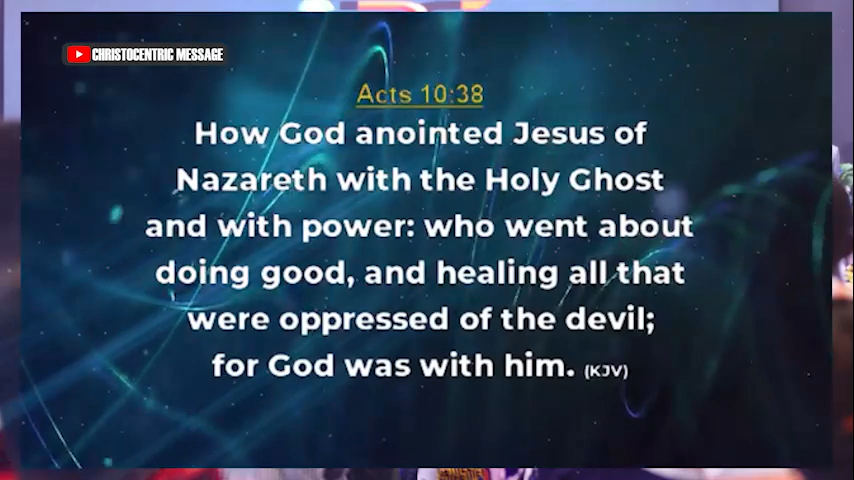 CHRISTOCENTRIC MESSAGE
Acts 10:38
How God anointed Jesus of
Nazareth with the Holy Ghost
and with power: who went about
doing good, and healing all that
were oppressed of the devil;
for God was with him. (KJV)